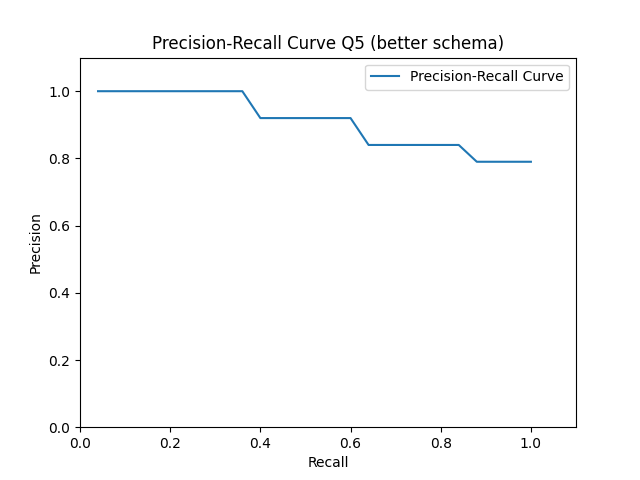 Precision-Recall Curve Q5 (better schema)
Precision-Recall Curve
1.0
0.8
0.6
0.4
0.2
0.0
Precision
0.0 0.2 0.4 0.6 0.8 1.0
Recall